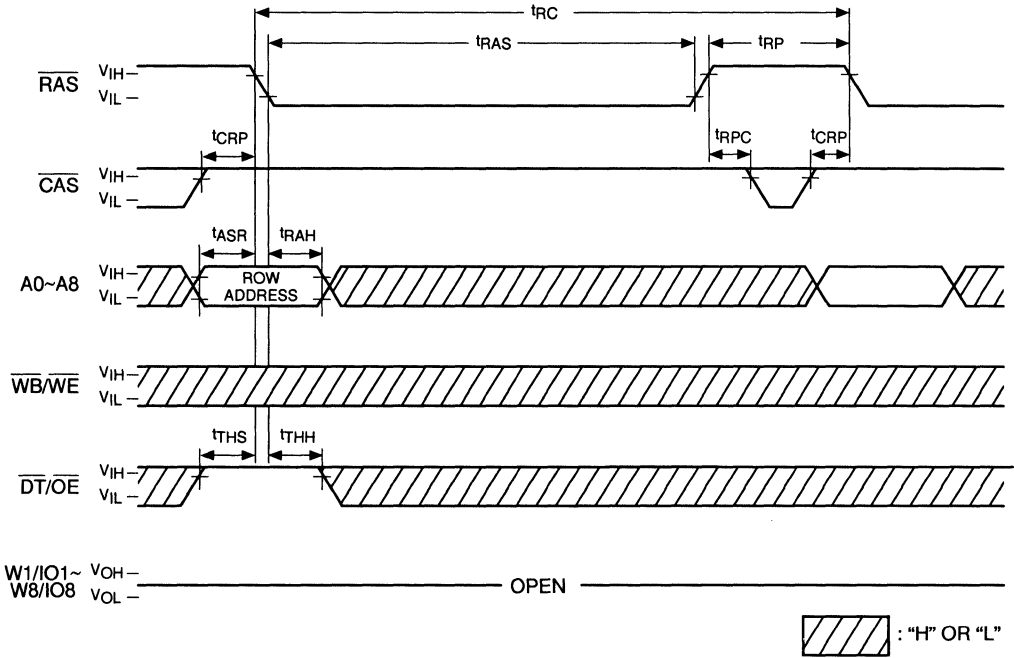 tRC
tRAS
tRP
RAS
VIH
VIL
tCRP
tRPC
tCRP
CAS
VIH
VIL
tASR
tRAH
A0~A8
VIH
VIL
ROW
ADDRESS
WB/WE
VIH
VIL
tTHS
tTHH
DT/OE
VIH
VIL
W1/IO1~
W8/IO8
VOH
VOL
OPEN
: “H” OR “L”